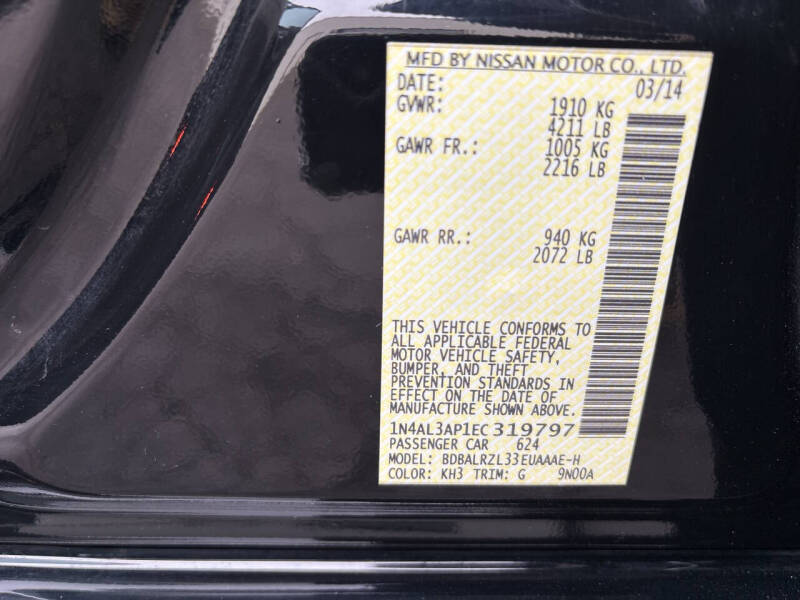 MFD BY NISSAN MOTOR CO., LTD.
DATE: 03/14
GVWR: 1910 KG
4211 LB
GAWR FR.: 1005 KG
2216 LB
GAWR RR.: 940 KG
2072 LB
THIS VEHICLE CONFORMS TO
ALL APPLICABLE FEDERAL
MOTOR VEHICLE SAFETY,
BUMPER, AND THEFT
PREVENTION STANDARDS IN
EFFECT ON THE DATE OF
MANUFACTURE SHOWN ABOVE.
1N4AL3AP1EC319797
PASSENGER CAR 624
MODEL: BDBALRZL33EUAAAE-H
COLOR: KH3 TRIM: G 9N00A